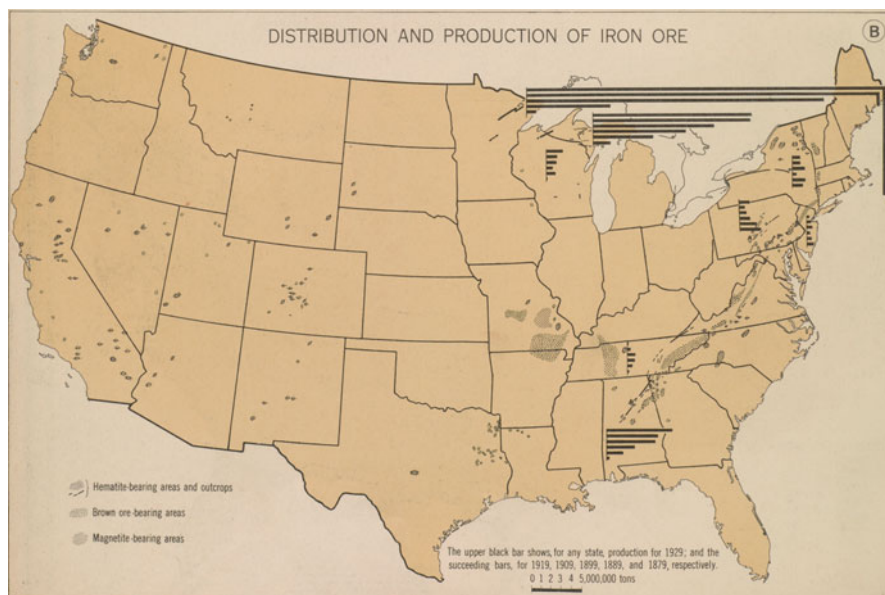 DISTRIBUTION AND PRODUCTION OF IRON ORE
B
Hematite-bearing areas and outcrops
Brown ore-bearing areas
Magnetite-bearing areas
The upper black bar shows, for any state, production for 1929; and the
succeeding bars, for 1919, 1909, 1899, 1889, and 1879, respectively.
0 1 2 3 4 5,000,000 tons